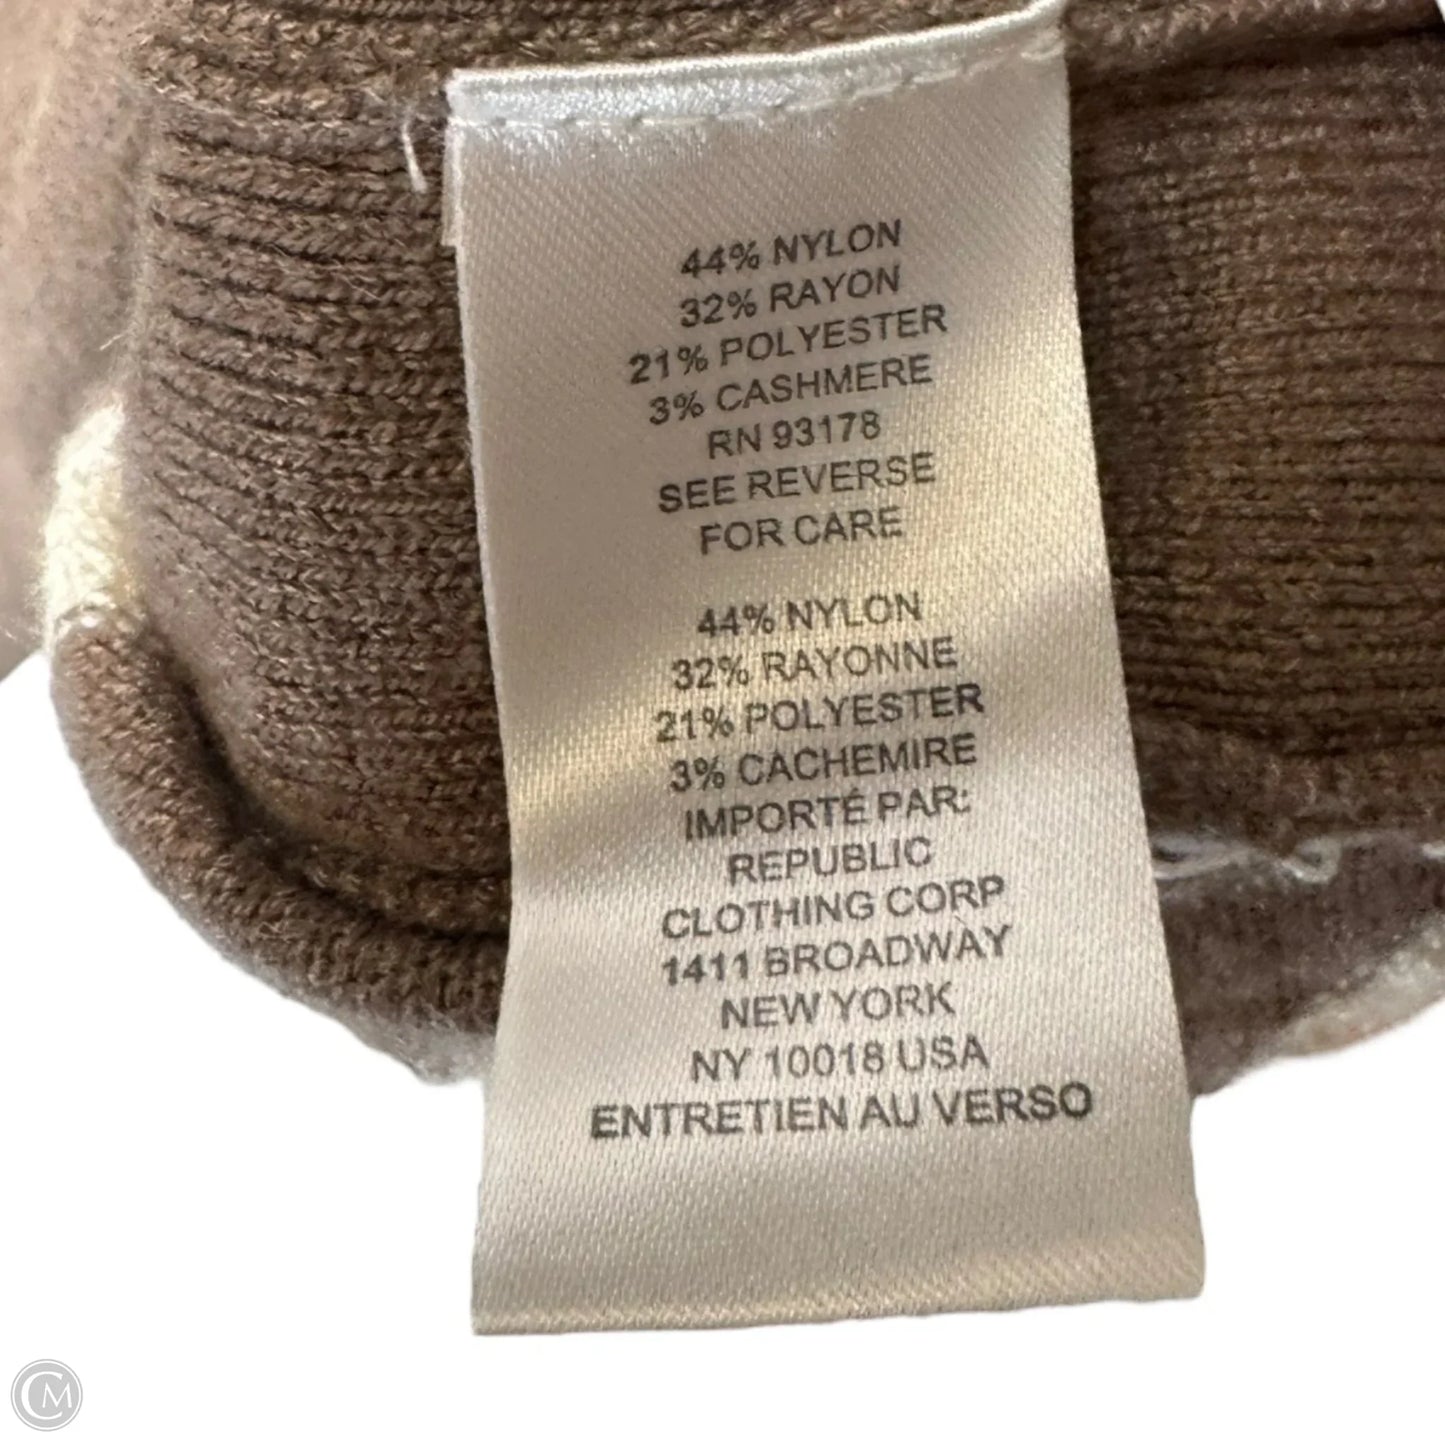 44% NYLON
32% RAYON
21% POLYESTER
3% CASHMERE
RN 93178
SEE REVERSE
FOR CARE
44% NYLON
32% RAYONNE
21% POLYESTER
3% CACHEMIRE
IMPORTÉ PAR:
REPUBLIC
CLOTHING CORP
1411 BROADWAY
NEW YORK
NY 10018 USA
ENTRETIEN AU VERSO
CM